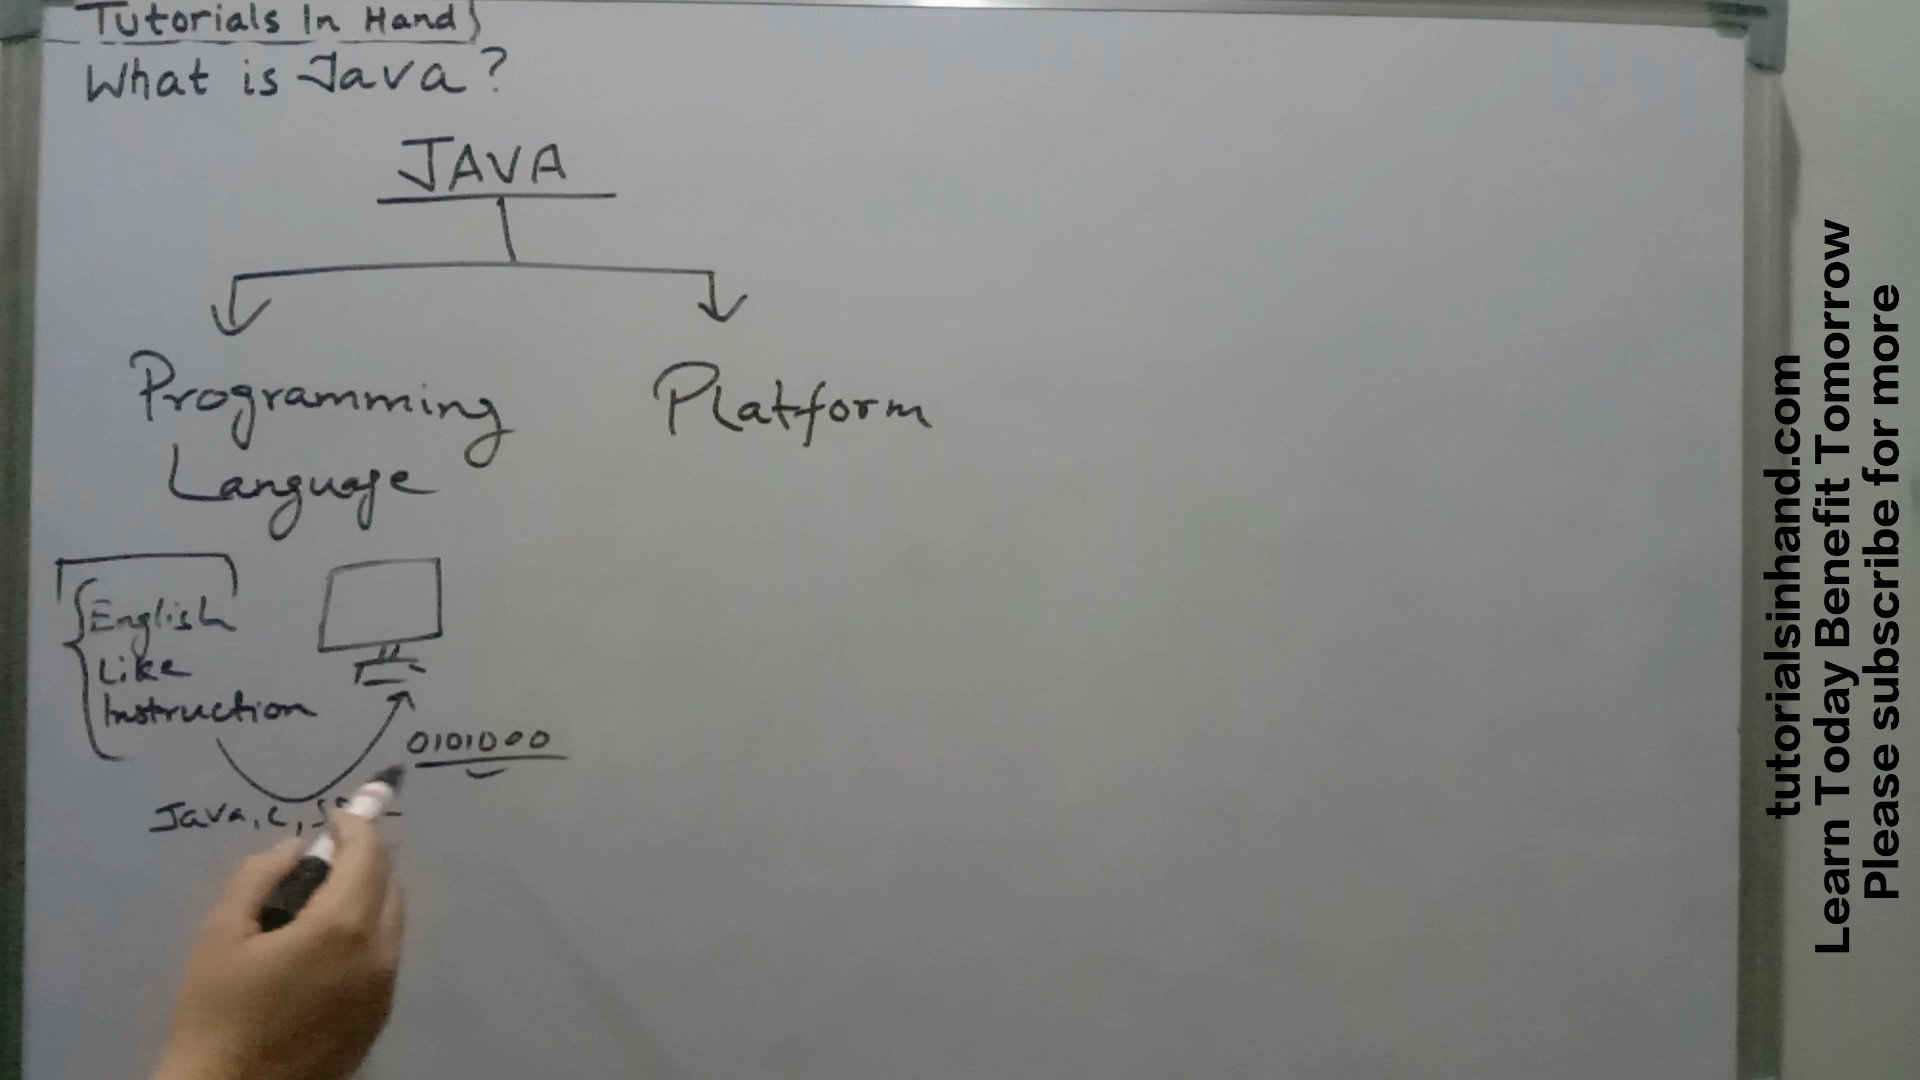 Tutorials In Hand
What is Java?
JAVA
Programming
Language
Platform
English
Like
Instruction
0101000
Java, C,
tutorialsinhand.com
Learn Today Benefit Tomorrow
Please subscribe for more